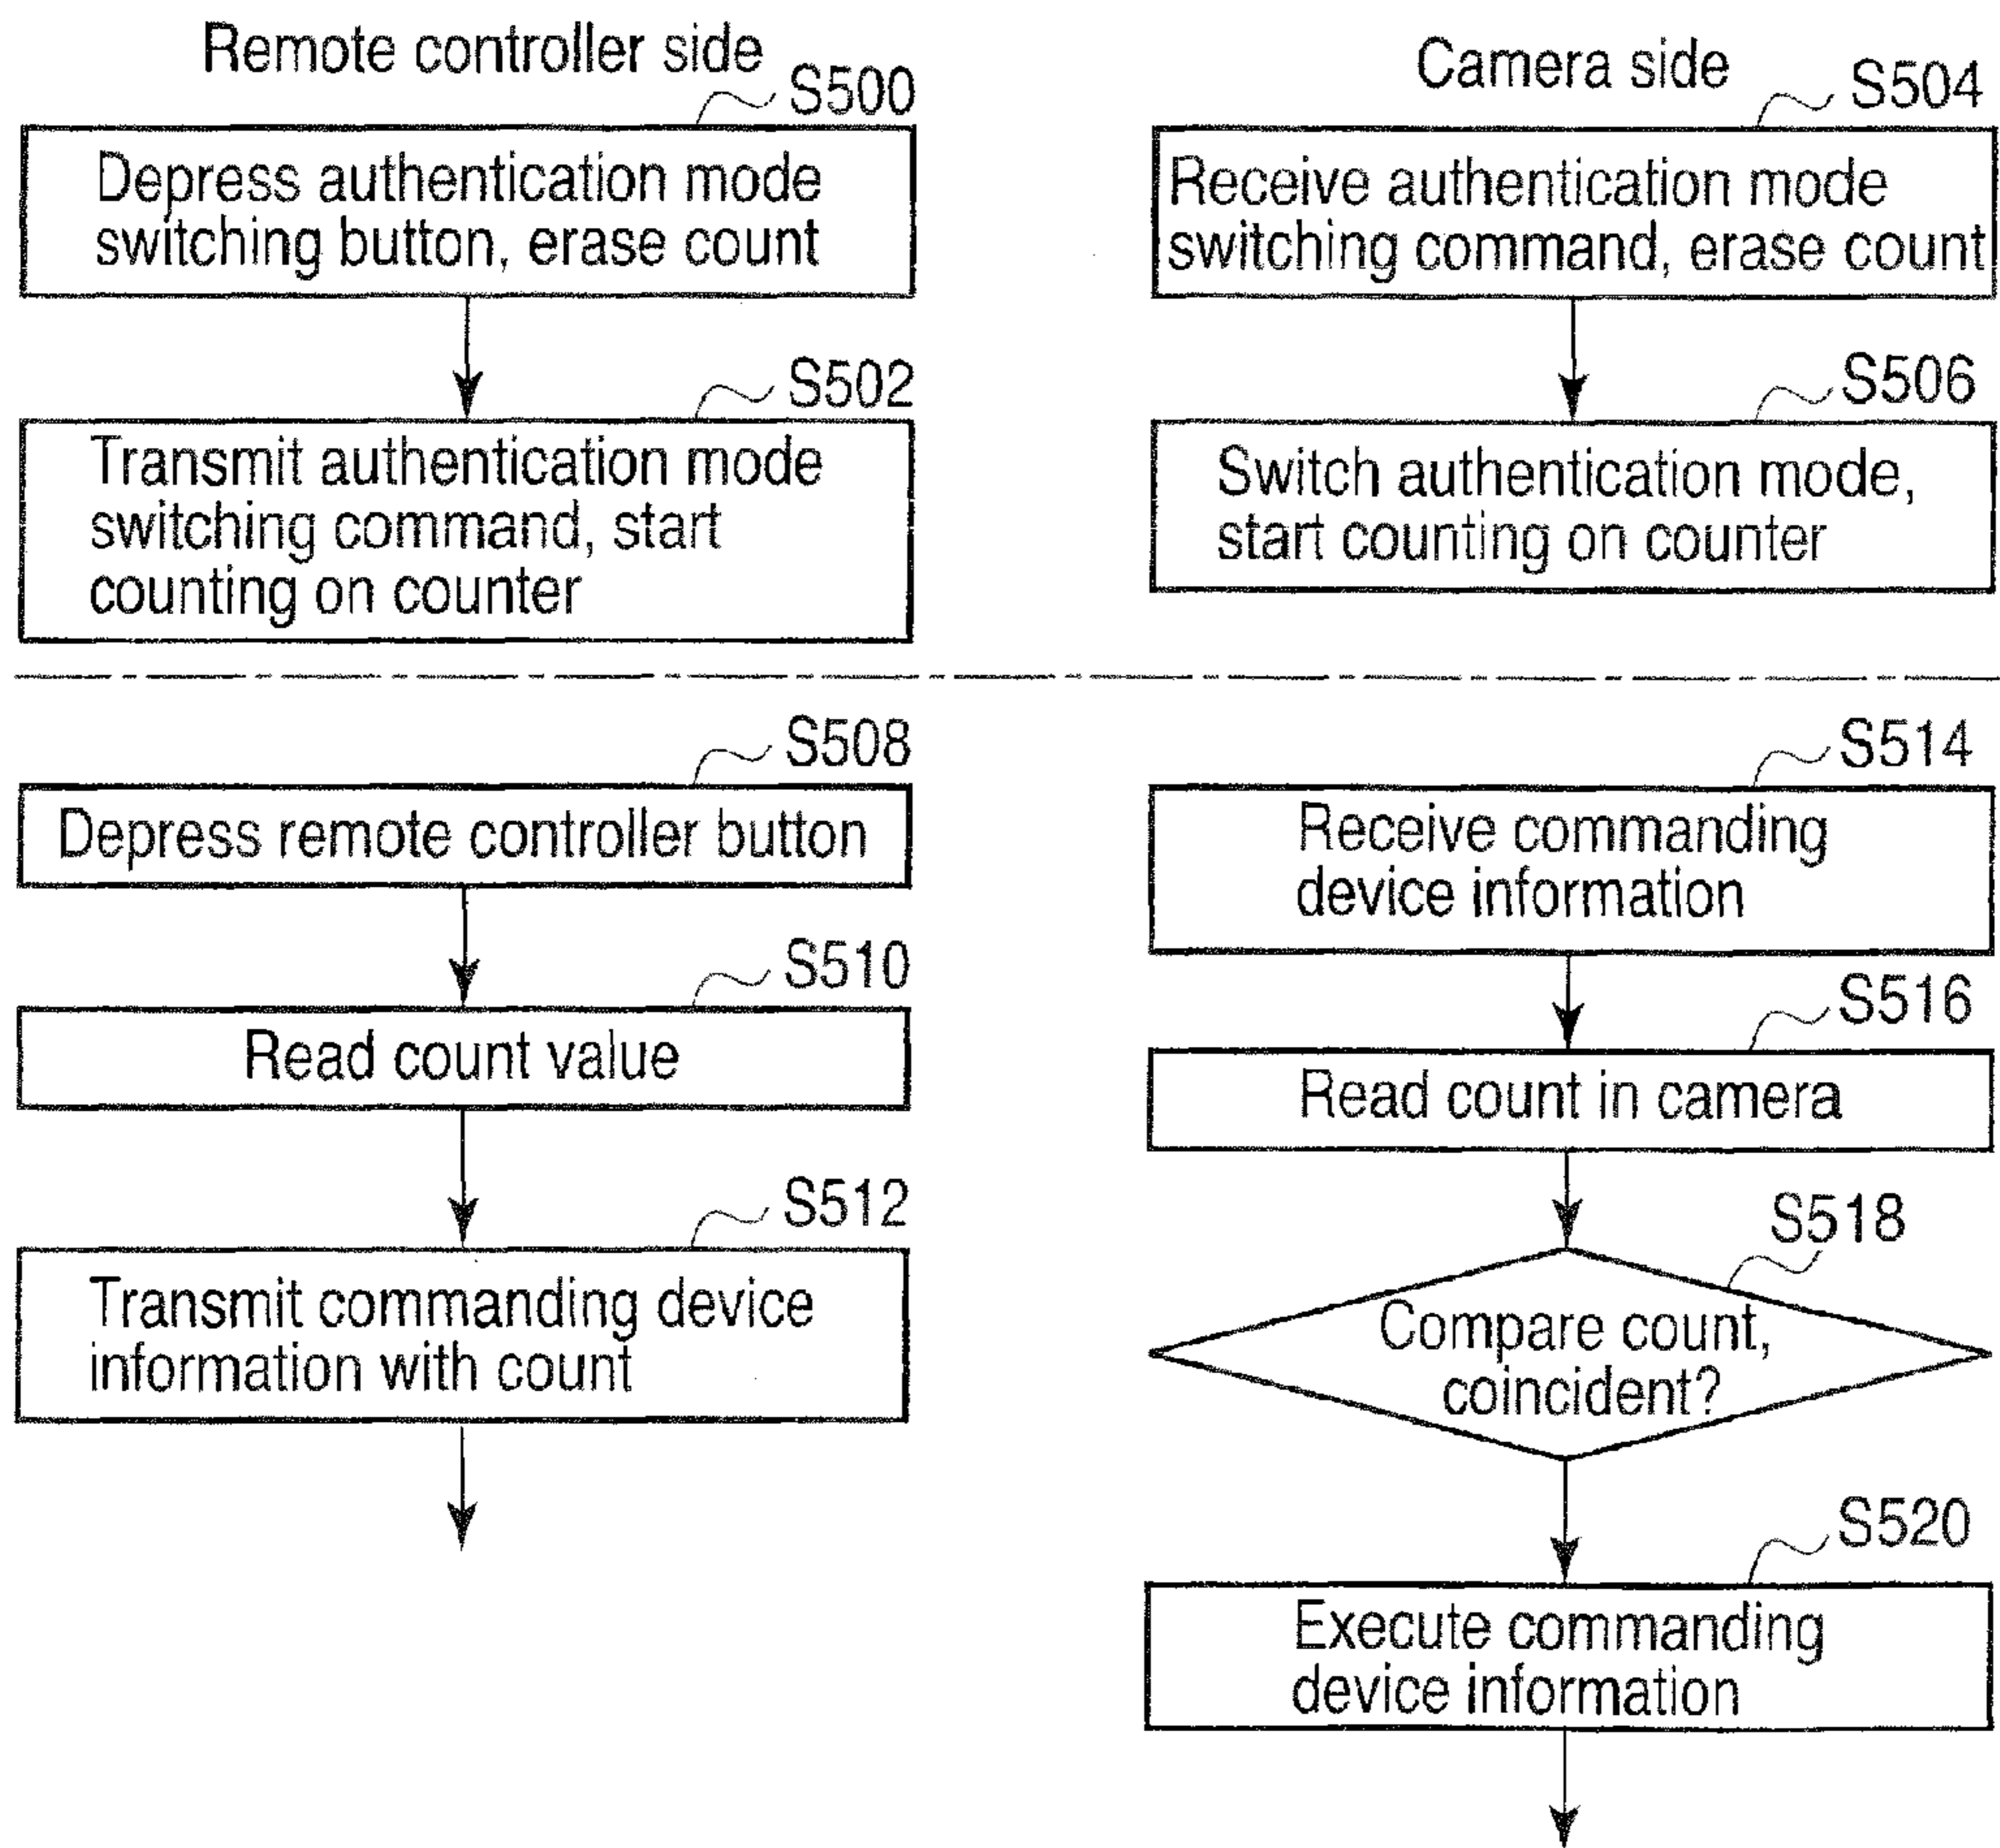 Remote controller side
S500
Depress authentication mode
switching button, erase count
S502
Transmit authentication mode
switching command, start
counting on counter
Camera side
S504
Receive authentication mode
switching command, erase count
S506
Switch authentication mode,
start counting on counter
S508
Depress remote controller button
S510
Read count value
S512
Transmit commanding device
information with count
S514
Receive commanding
device information
S516
Read count in camera
S518
Compare count,
coincident?
S520
Execute commanding
device information